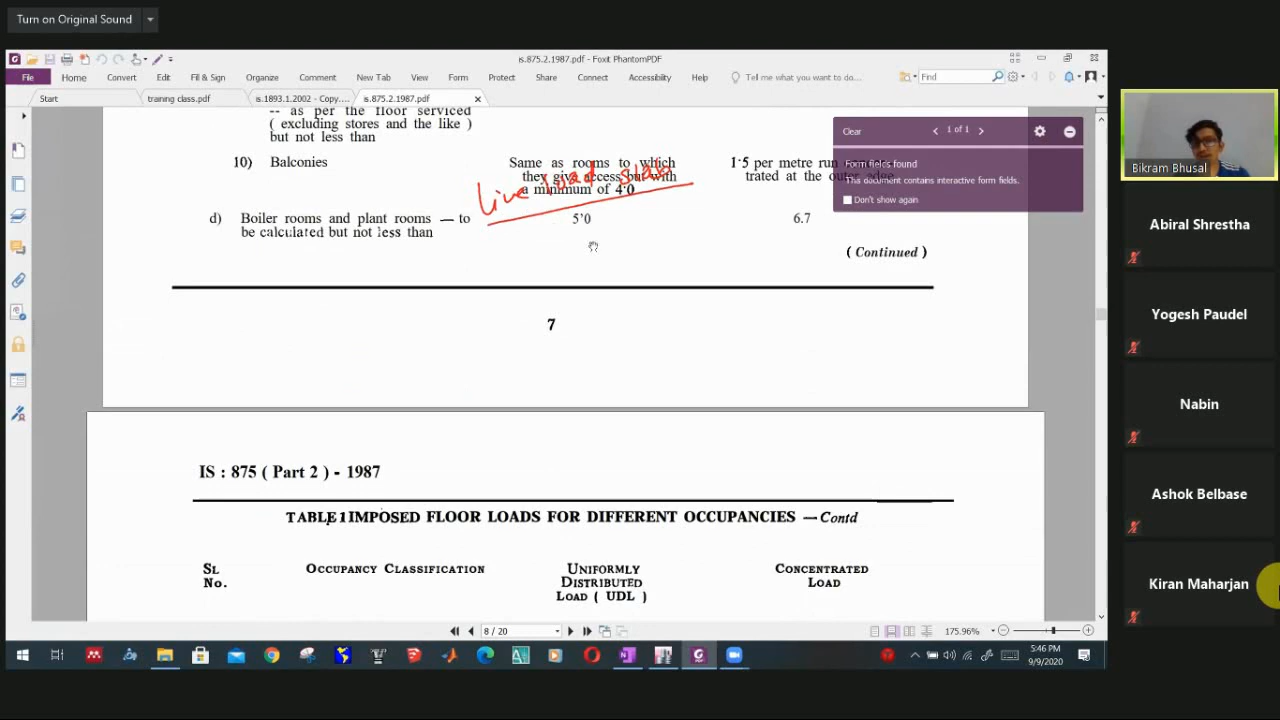 Turn on Original Sound
is.875.2.1987.pdf - Foxit PhantomPDF
File Home Convert Edit Fill & Sign Organize Comment New Tab View Form Protect Share Connect Accessibility Help Tell me what you want to do... Find
Start training class.pdf is.1893.1.2002 - Copy.... is.875.2.1987.pdf
-- as per the floor serviced
( excluding stores and the like )
but not less than
10) Balconies
Same as rooms to which
they give access but with
a minimum of 4'0
1'5 per metre run
trated at the outer edge
live load slab
d) Boiler rooms and plant rooms — to
be calculated but not less than
5'0
6.7
( Continued )
Clear 1 of 1
Form fields found
This document contains interactive form fields.
Don't show again
7
IS : 875 ( Part 2 ) - 1987
TABLE 1 IMPOSED FLOOR LOADS FOR DIFFERENT OCCUPANCIES — Contd
SL
No.
OCCUPANCY CLASSIFICATION
UNIFORMLY
DISTRIBUTED
LOAD ( UDL )
CONCENTRATED
LOAD
8 / 20
175.96%
5:46 PM
9/9/2020
Bikram Bhusal
Abiral Shrestha
Yogesh Paudel
Nabin
Ashok Belbase
Kiran Maharjan